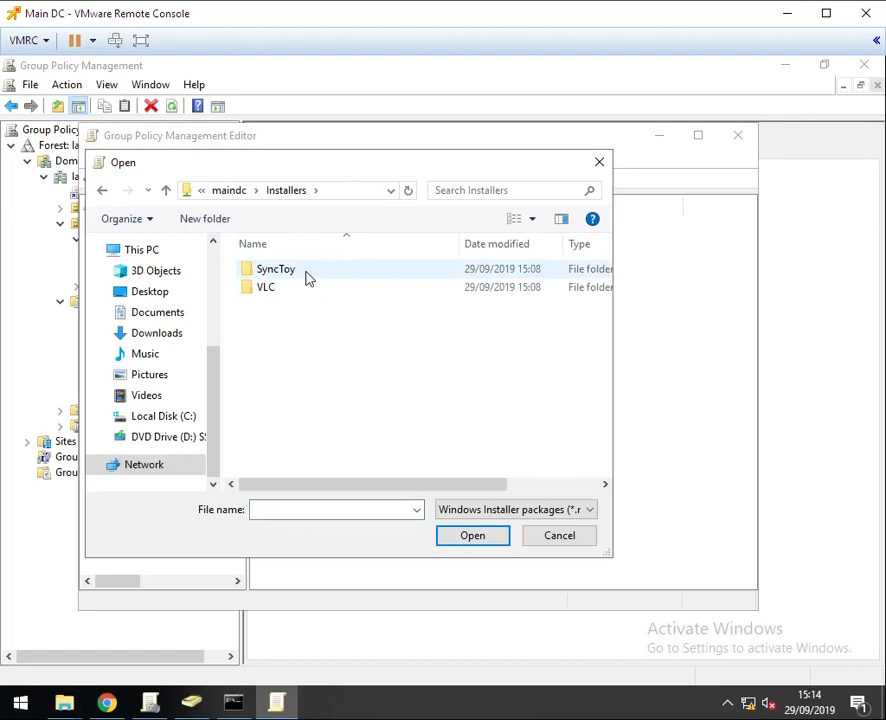 Main DC - VMware Remote Console
VMRC
Group Policy Management
File Action View Window Help
Group Policy
Group Policy Management Editor
Forest: la
Dom
la
Open
maindc Installers
Search Installers
Organize New folder
Name Date modified Type
This PC
3D Objects
Desktop
Documents
Downloads
Music
Pictures
Videos
Local Disk (C:)
DVD Drive (D:) SS
Network
SyncToy 29/09/2019 15:08 File folder
VLC 29/09/2019 15:08 File folder
Sites
Grou
Grou
File name:
Windows Installer packages (*.r
Open Cancel
Activate Windows
Go to Settings to activate Windows.
15:14
29/09/2019
1